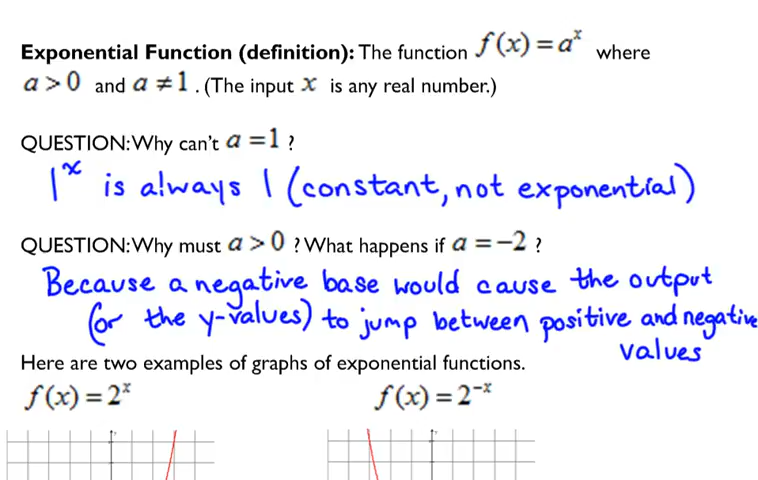 Exponential Function (definition): The function f(x) = aˣ where
a > 0 and a ≠ 1. (The input x is any real number.)
QUESTION: Why can't a = 1 ?
1ˣ is always 1 (constant, not exponential)
QUESTION: Why must a > 0 ? What happens if a = −2 ?
Because a negative base would cause the output
(or the y-values) to jump between positive and negative
values
Here are two examples of graphs of exponential functions.
f(x) = 2ˣ f(x) = 2⁻ˣ